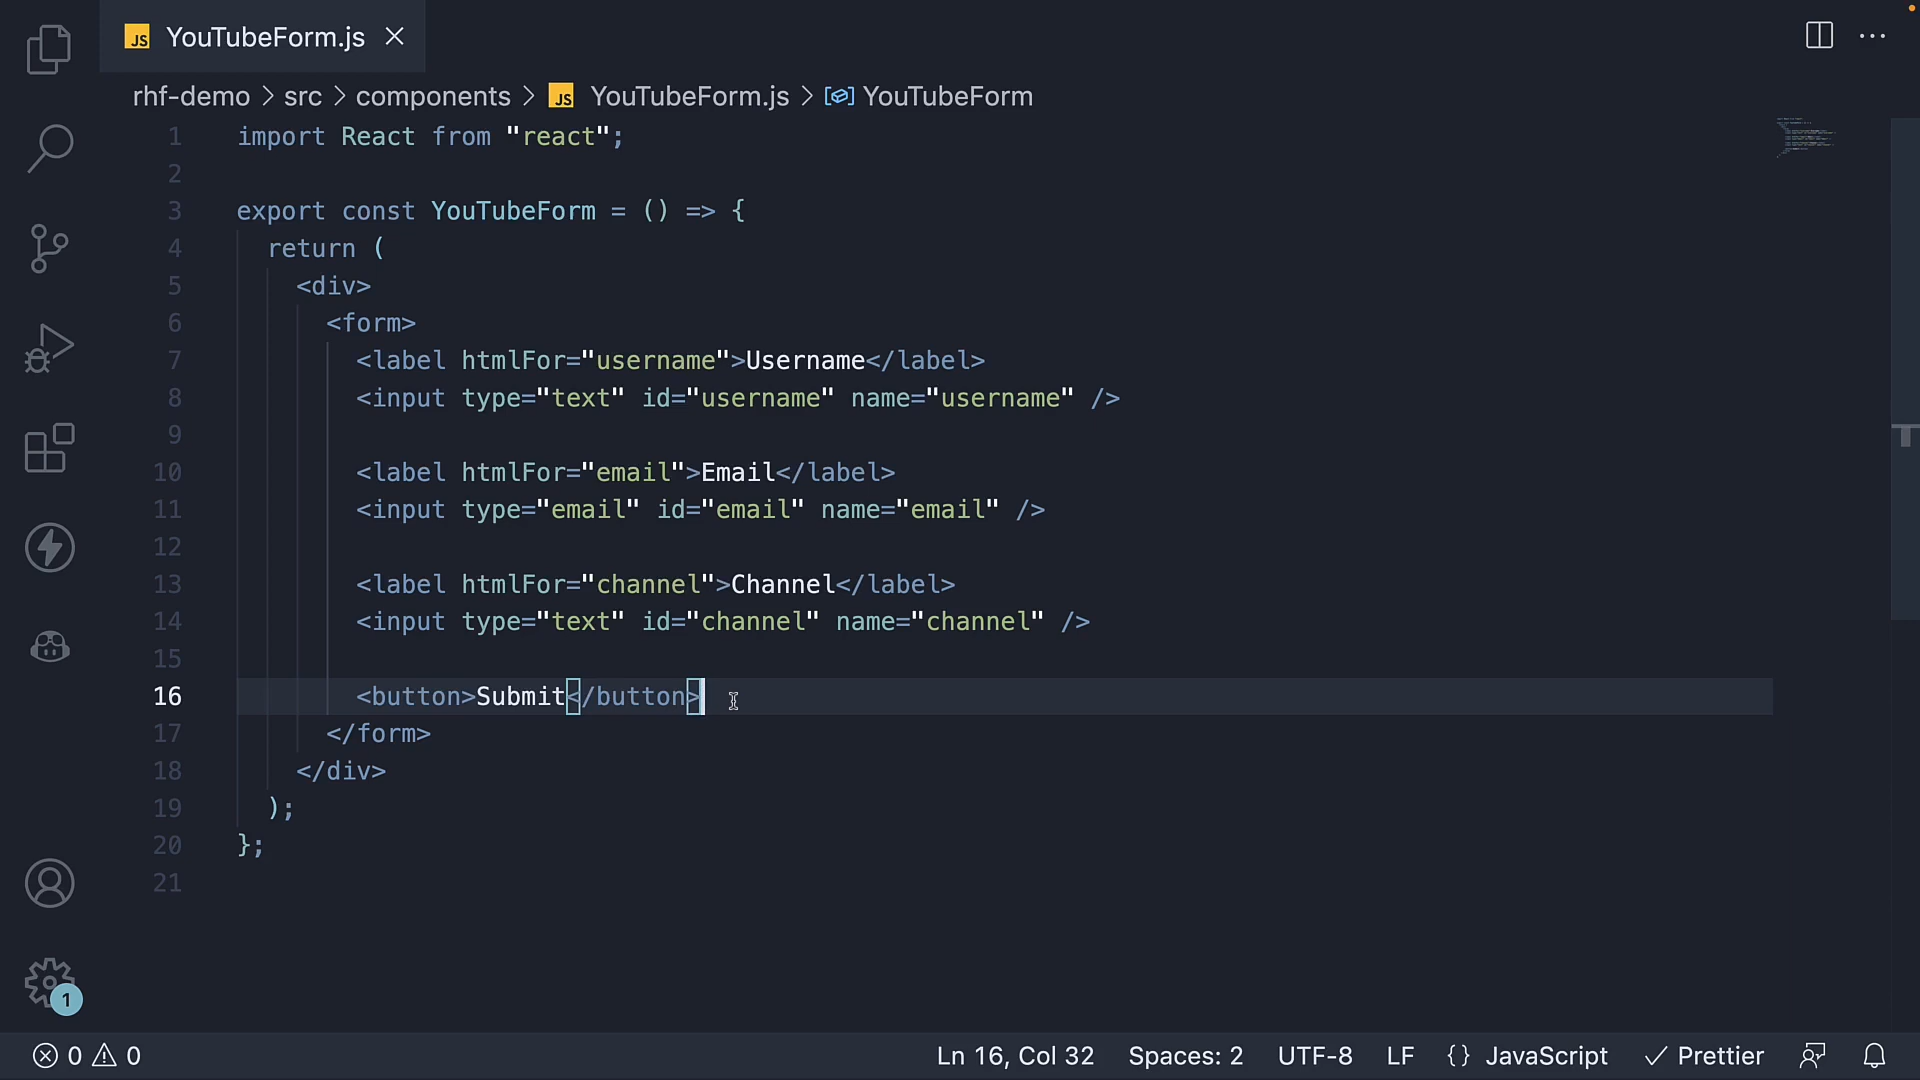 JS YouTubeForm.js
rhf-demo > src > components > JS YouTubeForm.js > YouTubeForm
1 import React from "react";
2
3 export const YouTubeForm = () => {
4 return (
5 <div>
6 <form>
7 <label htmlFor="username">Username</label>
8 <input type="text" id="username" name="username" />
9
10 <label htmlFor="email">Email</label>
11 <input type="email" id="email" name="email" />
12
13 <label htmlFor="channel">Channel</label>
14 <input type="text" id="channel" name="channel" />
15
16 <button>Submit</button>
17 </form>
18 </div>
19 );
20 };
21
1
0 0 Ln 16, Col 32 Spaces: 2 UTF-8 LF {} JavaScript Prettier